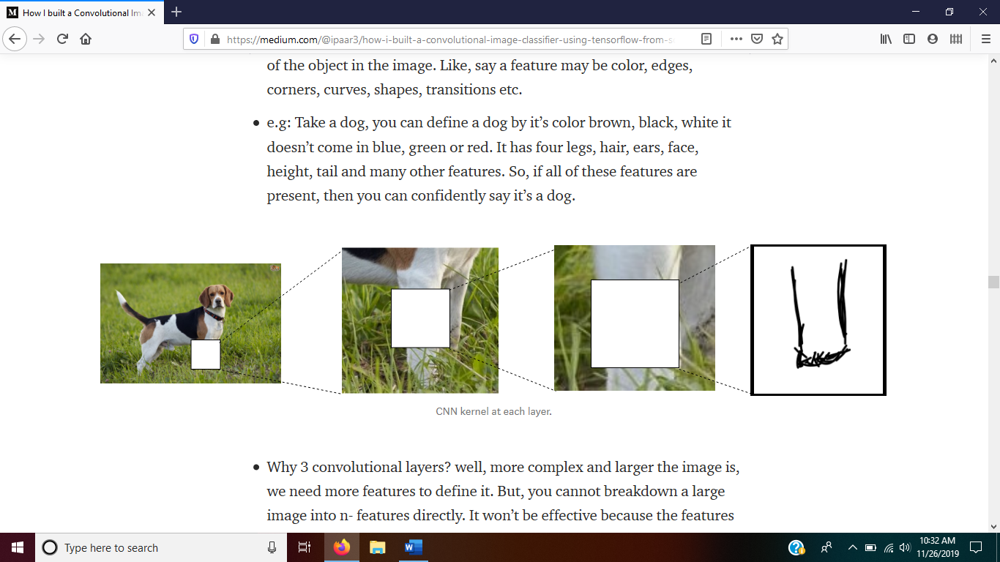 How I built a Convolutional Im
https://medium.com/@ipaar3/how-i-built-a-convolutional-image-classifier-using-tensorflow-from-s
of the object in the image. Like, say a feature may be color, edges,
corners, curves, shapes, transitions etc.
e.g: Take a dog, you can define a dog by it’s color brown, black, white it
doesn’t come in blue, green or red. It has four legs, hair, ears, face,
height, tail and many other features. So, if all of these features are
present, then you can confidently say it’s a dog.
CNN kernel at each layer.
Why 3 convolutional layers? well, more complex and larger the image is,
we need more features to define it. But, you cannot breakdown a large
image into n- features directly. It won’t be effective because the features
Type here to search
10:32 AM
11/26/2019